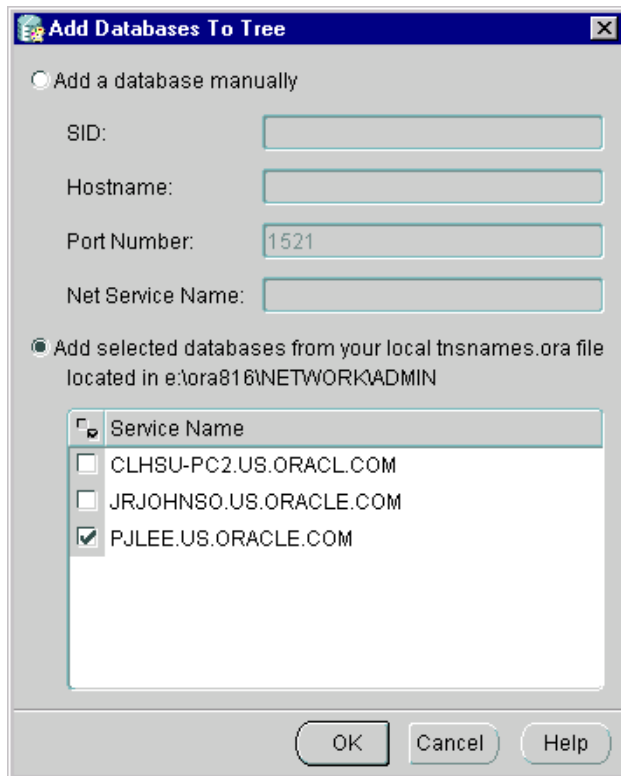 Add Databases To Tree
Add a database manually
SID:
Hostname:
Port Number: 1521
Net Service Name:
Add selected databases from your local tnsnames.ora file
located in e:\ora816\NETWORK\ADMIN
Service Name
CLHSU-PC2.US.ORACL.COM
JRJOHNSO.US.ORACLE.COM
PJLEE.US.ORACLE.COM
OK Cancel Help